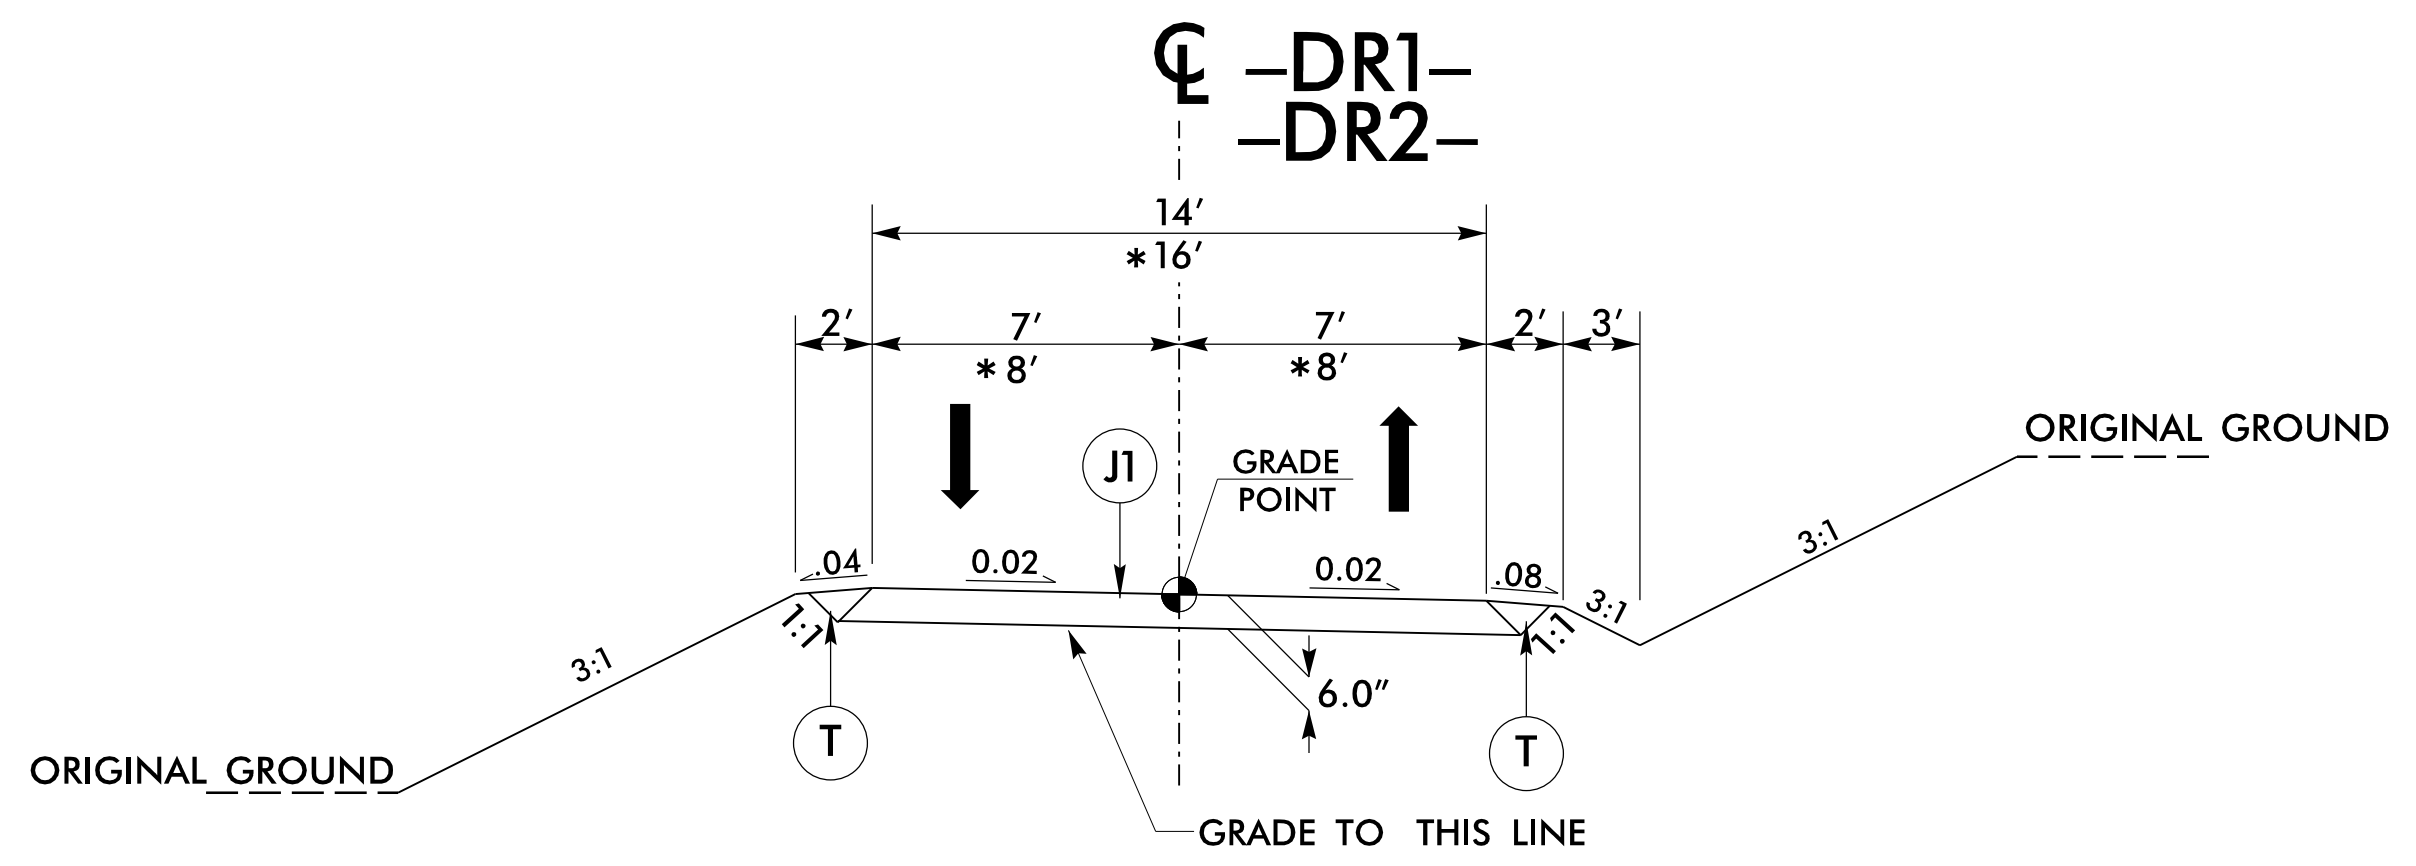 ℄ –DR1–
–DR2–
14′
*16′
2′ 7′ 7′ 2′ 3′
*8′ *8′
ORIGINAL GROUND
J1
GRADE
POINT
3:1
.04 0.02 0.02 .08
3:1
1:1 1:1
3:1
6.0″
T T
ORIGINAL GROUND
GRADE TO THIS LINE